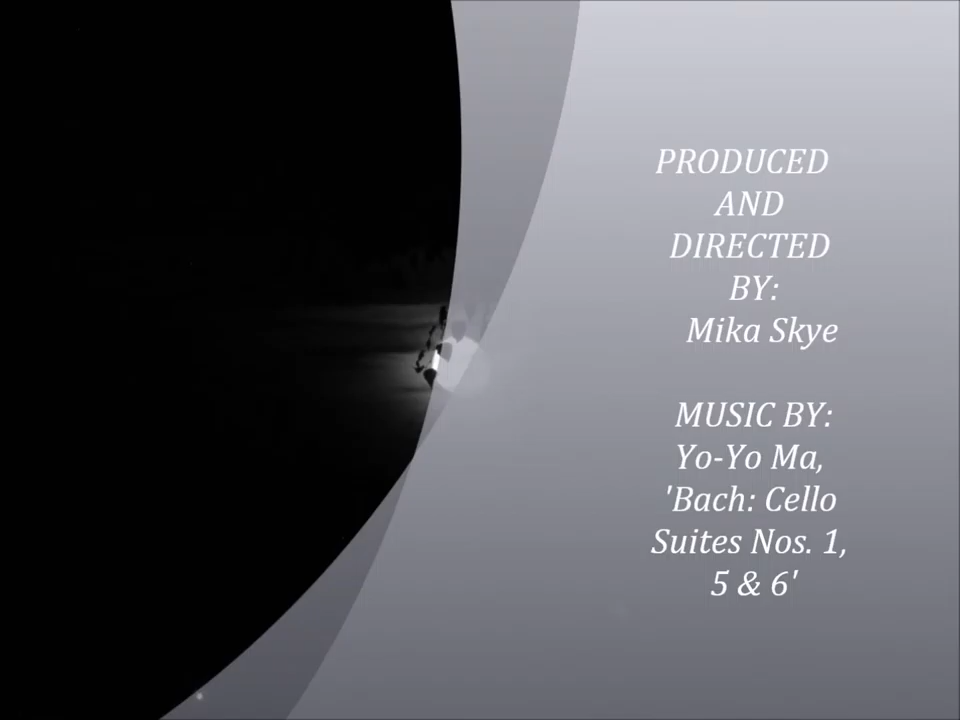 PRODUCED
AND
DIRECTED
BY:
Mika Skye
MUSIC BY:
Yo-Yo Ma,
'Bach: Cello
Suites Nos. 1,
5 & 6'